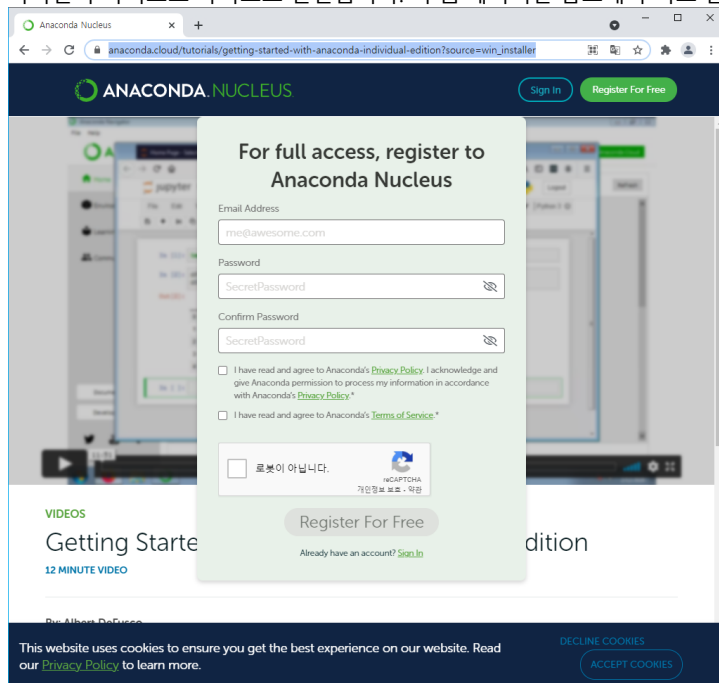 Anaconda Nucleus
anaconda.cloud/tutorials/getting-started-with-anaconda-individual-edition?source=win_installer
ANACONDA.NUCLEUS
Sign In
Register For Free
For full access, register to
Anaconda Nucleus
Email Address
me@awesome.com
Password
SecretPassword
Confirm Password
SecretPassword
I have read and agree to Anaconda's Privacy Policy. I acknowledge and
give Anaconda permission to process my information in accordance
with Anaconda's Privacy Policy.*
I have read and agree to Anaconda's Terms of Service.*
로봇이 아닙니다.
reCAPTCHA
개인정보 보호 - 약관
Register For Free
Already have an account? Sign In
VIDEOS
Getting Starte
dition
12 MINUTE VIDEO
By: Albert DeFusco
This website uses cookies to ensure you get the best experience on our website. Read
our Privacy Policy to learn more.
DECLINE COOKIES
ACCEPT COOKIES